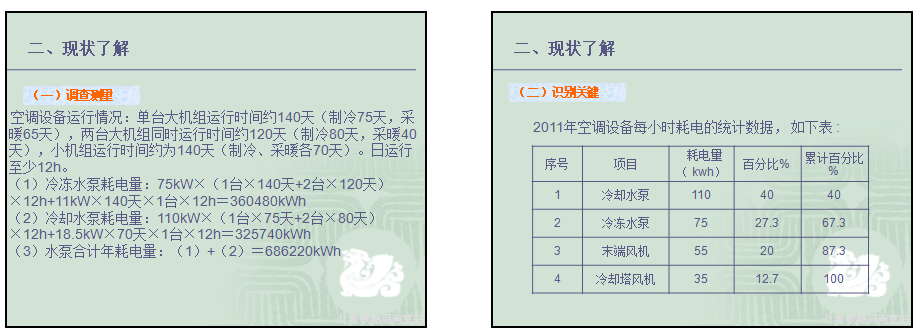 二、现状了解
（一）调查测量
空调设备运行情况：单台大机组运行时间约140天（制冷75天，采
暖65天），两台大机组同时运行时间约120天（制冷80天，采暖40
天），小机组运行时间约为140天（制冷、采暖各70天）。日运行
至少12h。
（1）冷冻水泵耗电量：75kW×（1台×140天+2台×120天）
×12h+11kW×140天×1台×12h＝360480kWh
（2）冷却水泵耗电量：110kW×（1台×75天+2台×80天）
×12h+18.5kW×70天×1台×12h＝325740kWh
（3）水泵合计年耗电量：（1）+（2）＝686220kWh
二、现状了解
（二）识别关键
2011年空调设备每小时耗电的统计数据，如下表：
序号 项目 耗电量（kwh） 百分比% 累计百分比%
1 冷却水泵 110 40 40
2 冷冻水泵 75 27.3 67.3
3 末端风机 55 20 87.3
4 冷却塔风机 35 12.7 100